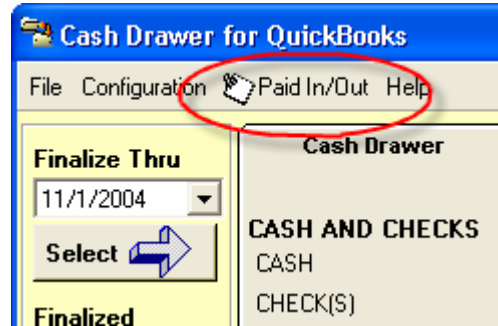 Cash Drawer for QuickBooks
File Configuration Paid In/Out Help
Finalize Thru
11/1/2004
Select
Finalized
Cash Drawer
CASH AND CHECKS
CASH
CHECK(S)